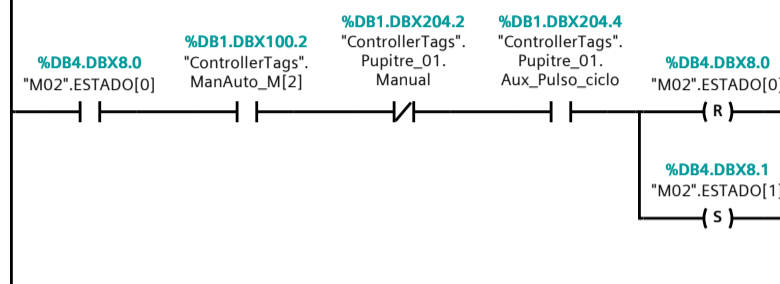 %DB4.DBX8.0
"M02".ESTADO[0]
%DB1.DBX100.2
"ControllerTags".
ManAuto_M[2]
%DB1.DBX204.2
"ControllerTags".
Pupitre_01.
Manual
%DB1.DBX204.4
"ControllerTags".
Pupitre_01.
Aux_Pulso_ciclo
%DB4.DBX8.0
"M02".ESTADO[0]
R
%DB4.DBX8.1
"M02".ESTADO[1]
S